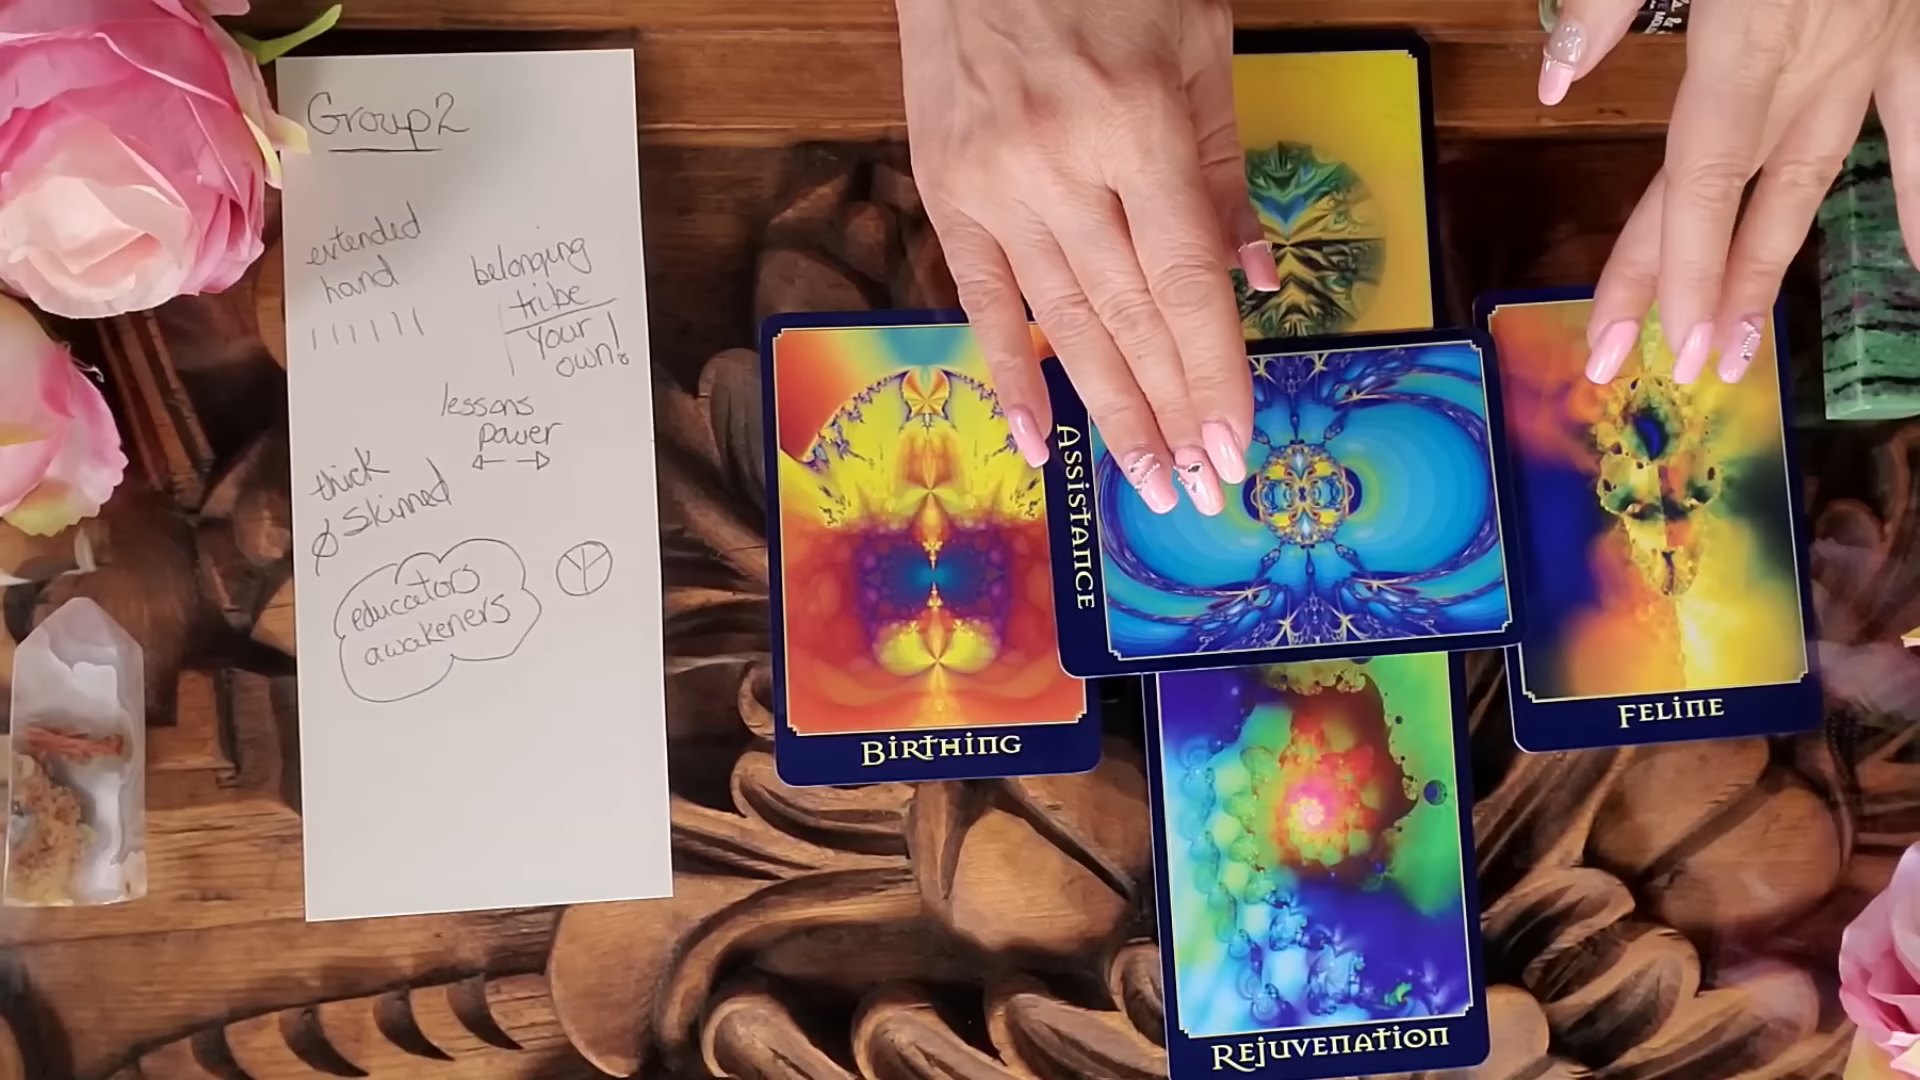 Group 2
extended
hand
belonging
tribe
your
own!
lessons
power
thick
skinned
educators
awakeners
BIRTHING
ASSISTANCE
FELINE
REJUVENATION